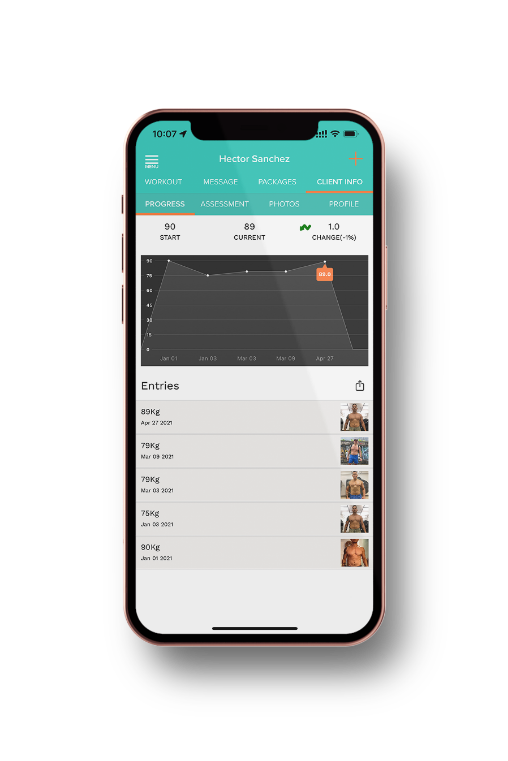 10:07
Hector Sanchez
MENU
WORKOUT MESSAGE PACKAGES CLIENT INFO
PROGRESS ASSESSMENT PHOTOS PROFILE
90 89 1.0
START CURRENT CHANGE(-1%)
90
75
60
45
30
15
0
89.0
Jan 01 Jan 03 Mar 03 Mar 09 Apr 27
Entries
89Kg
Apr 27 2021
79Kg
Mar 09 2021
79Kg
Mar 03 2021
75Kg
Jan 03 2021
90Kg
Jan 01 2021